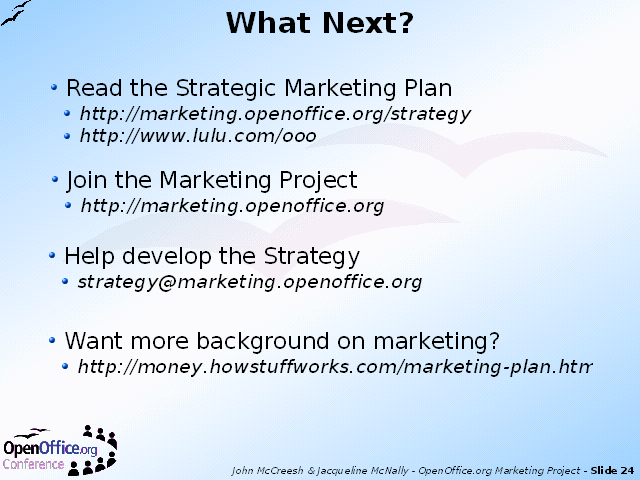 What Next?
Read the Strategic Marketing Plan
http://marketing.openoffice.org/strategy
http://www.lulu.com/ooo
Join the Marketing Project
http://marketing.openoffice.org
Help develop the Strategy
strategy@marketing.openoffice.org
Want more background on marketing?
http://money.howstuffworks.com/marketing-plan.htm
OpenOffice.org
Conference
John McCreesh & Jacqueline McNally - OpenOffice.org Marketing Project - Slide 24